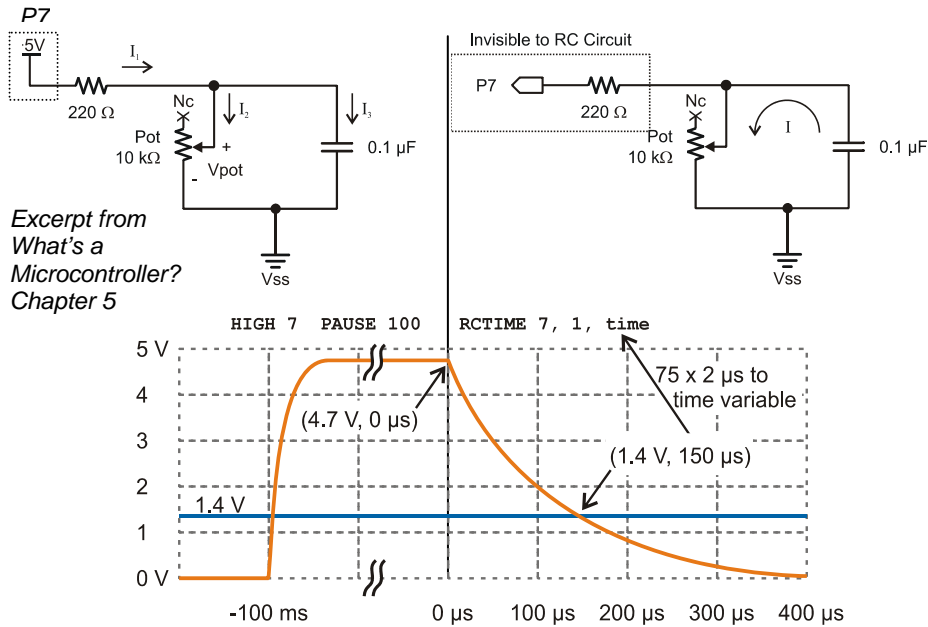 P7
5V
I₁
220 Ω
Nc
I₂
I₃
Pot
10 kΩ
+
Vpot
-
0.1 µF
Vss
Invisible to RC Circuit
P7
220 Ω
Nc
Pot
10 kΩ
I
0.1 µF
Vss
Excerpt from
What's a
Microcontroller?
Chapter 5
HIGH 7 PAUSE 100 RCTIME 7, 1, time
5 V
4
3
2
1
0 V
1.4 V
(4.7 V, 0 µs)
75 x 2 µs to
time variable
(1.4 V, 150 µs)
-100 ms 0 µs 100 µs 200 µs 300 µs 400 µs